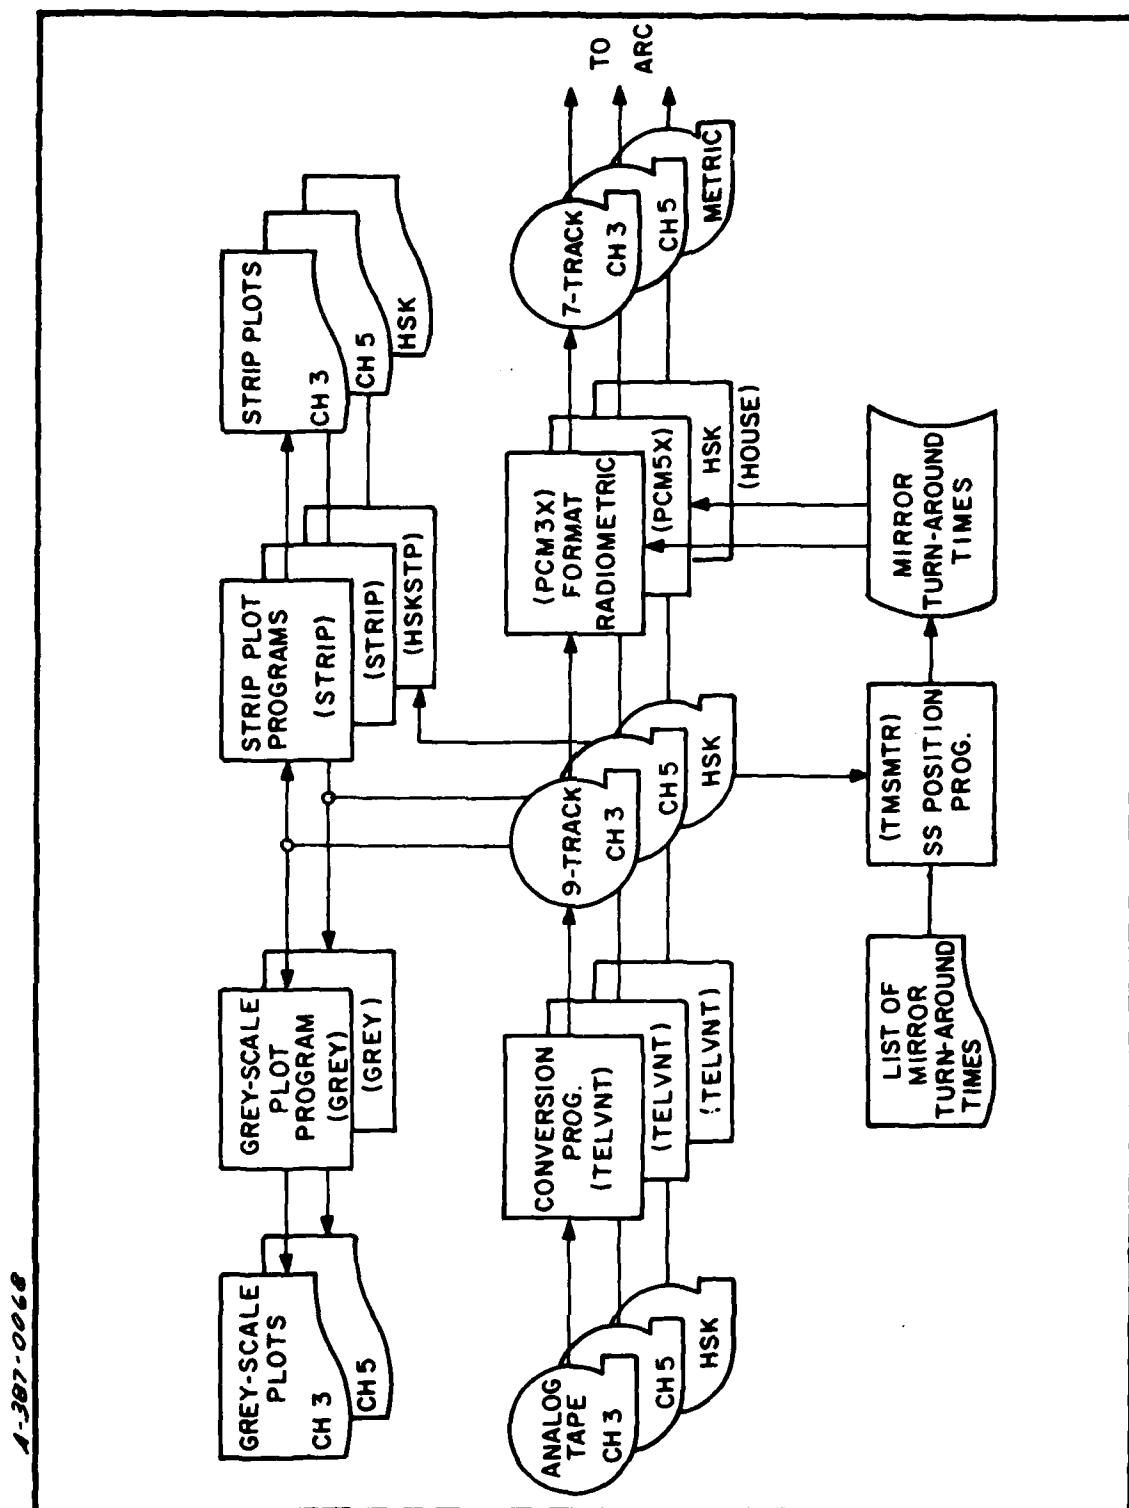 A-387-0068
GREY-SCALE
PLOTS
CH 3
CH 5
GREY-SCALE
PLOT
PROGRAM
(GREY)
(GREY)
STRIP PLOT
PROGRAMS
(STRIP)
(STRIP)
(HSKSTP)
STRIP PLOTS
CH 3
CH 5
HSK
ANALOG
TAPE
CH 3
CH 5
HSK
CONVERSION
PROG.
(TELVNT)
(TELVNT)
(TELVNT)
9-TRACK
CH 3
CH 5
HSK
(PCM3X)
FORMAT
RADIOMETRIC
(PCM5X)
HSK
(HOUSE)
7-TRACK
CH 3
CH 5
METRIC
TO
ARC
LIST OF
MIRROR
TURN-AROUND
TIMES
(TMSMTR)
SS POSITION
PROG.
MIRROR
TURN-AROUND
TIMES